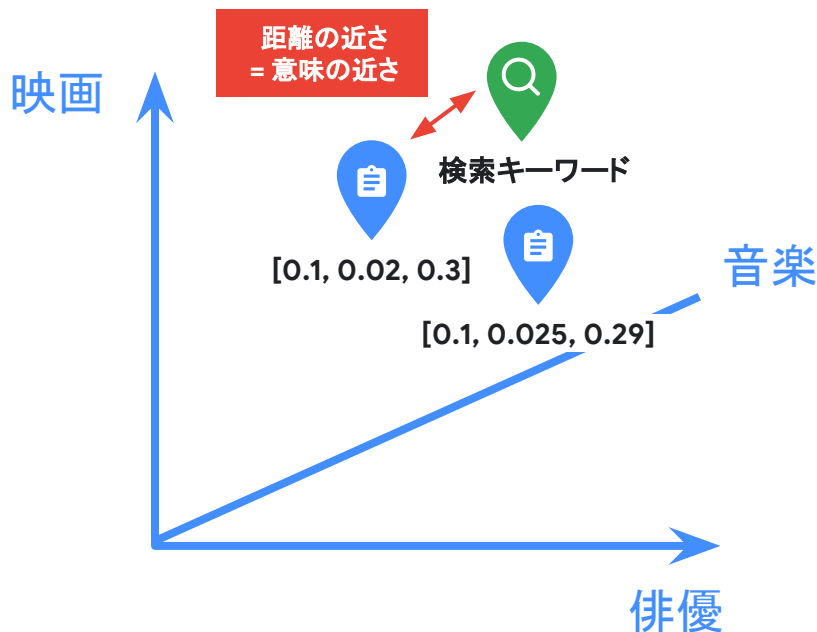 距離の近さ
= 意味の近さ
映画
検索キーワード
[0.1, 0.02, 0.3]
音楽
[0.1, 0.025, 0.29]
俳優